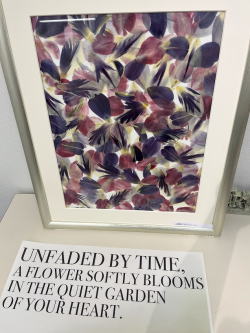 UNFADED BY TIME,
A FLOWER SOFTLY BLOOMS
IN THE QUIET GARDEN
OF YOUR HEART.